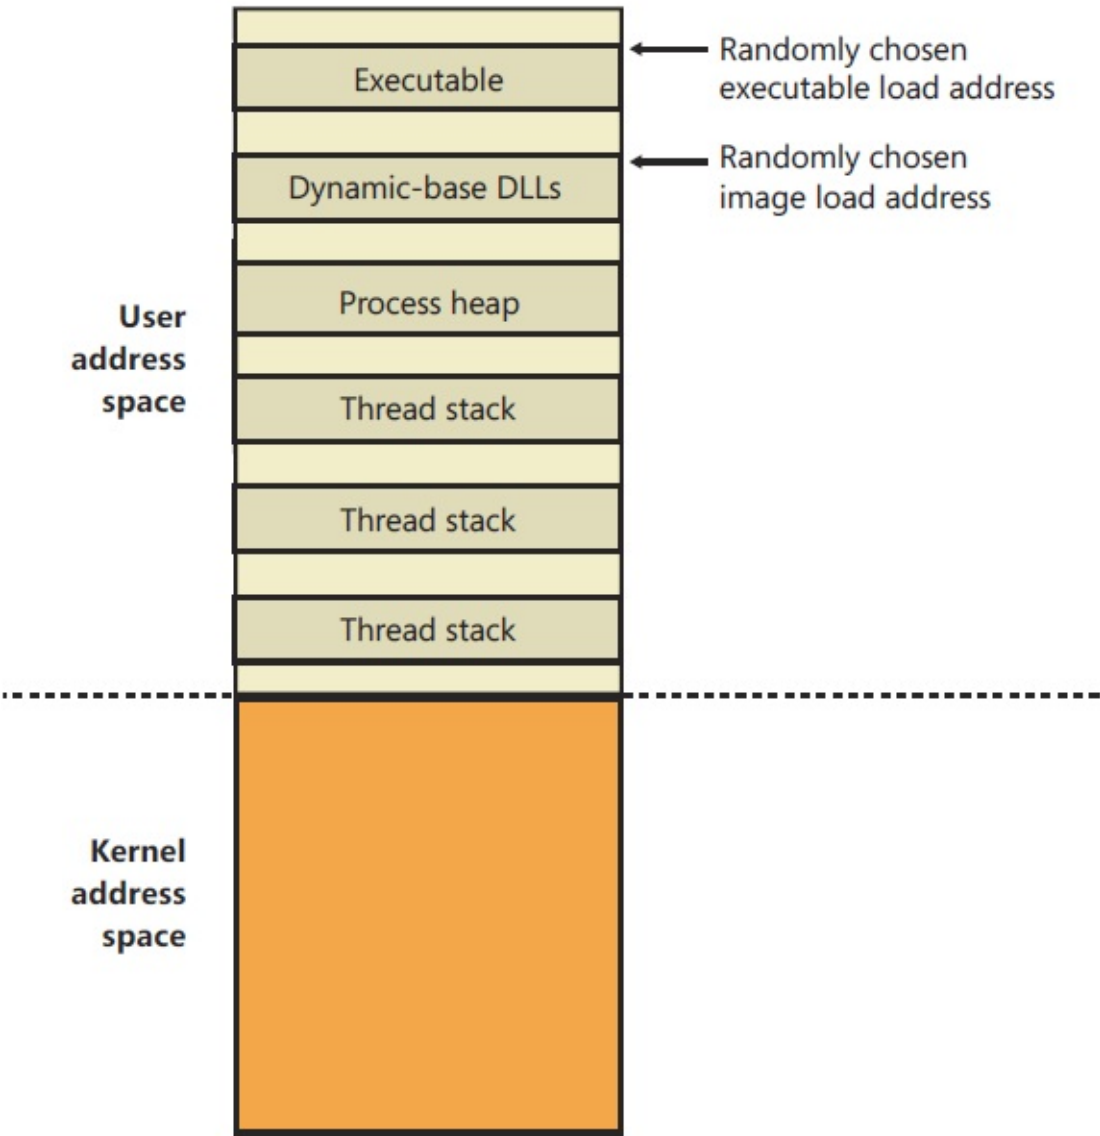 Executable
Randomly chosen
executable load address
Dynamic-base DLLs
Randomly chosen
image load address
Process heap
User
address
space
Thread stack
Thread stack
Thread stack
Kernel
address
space